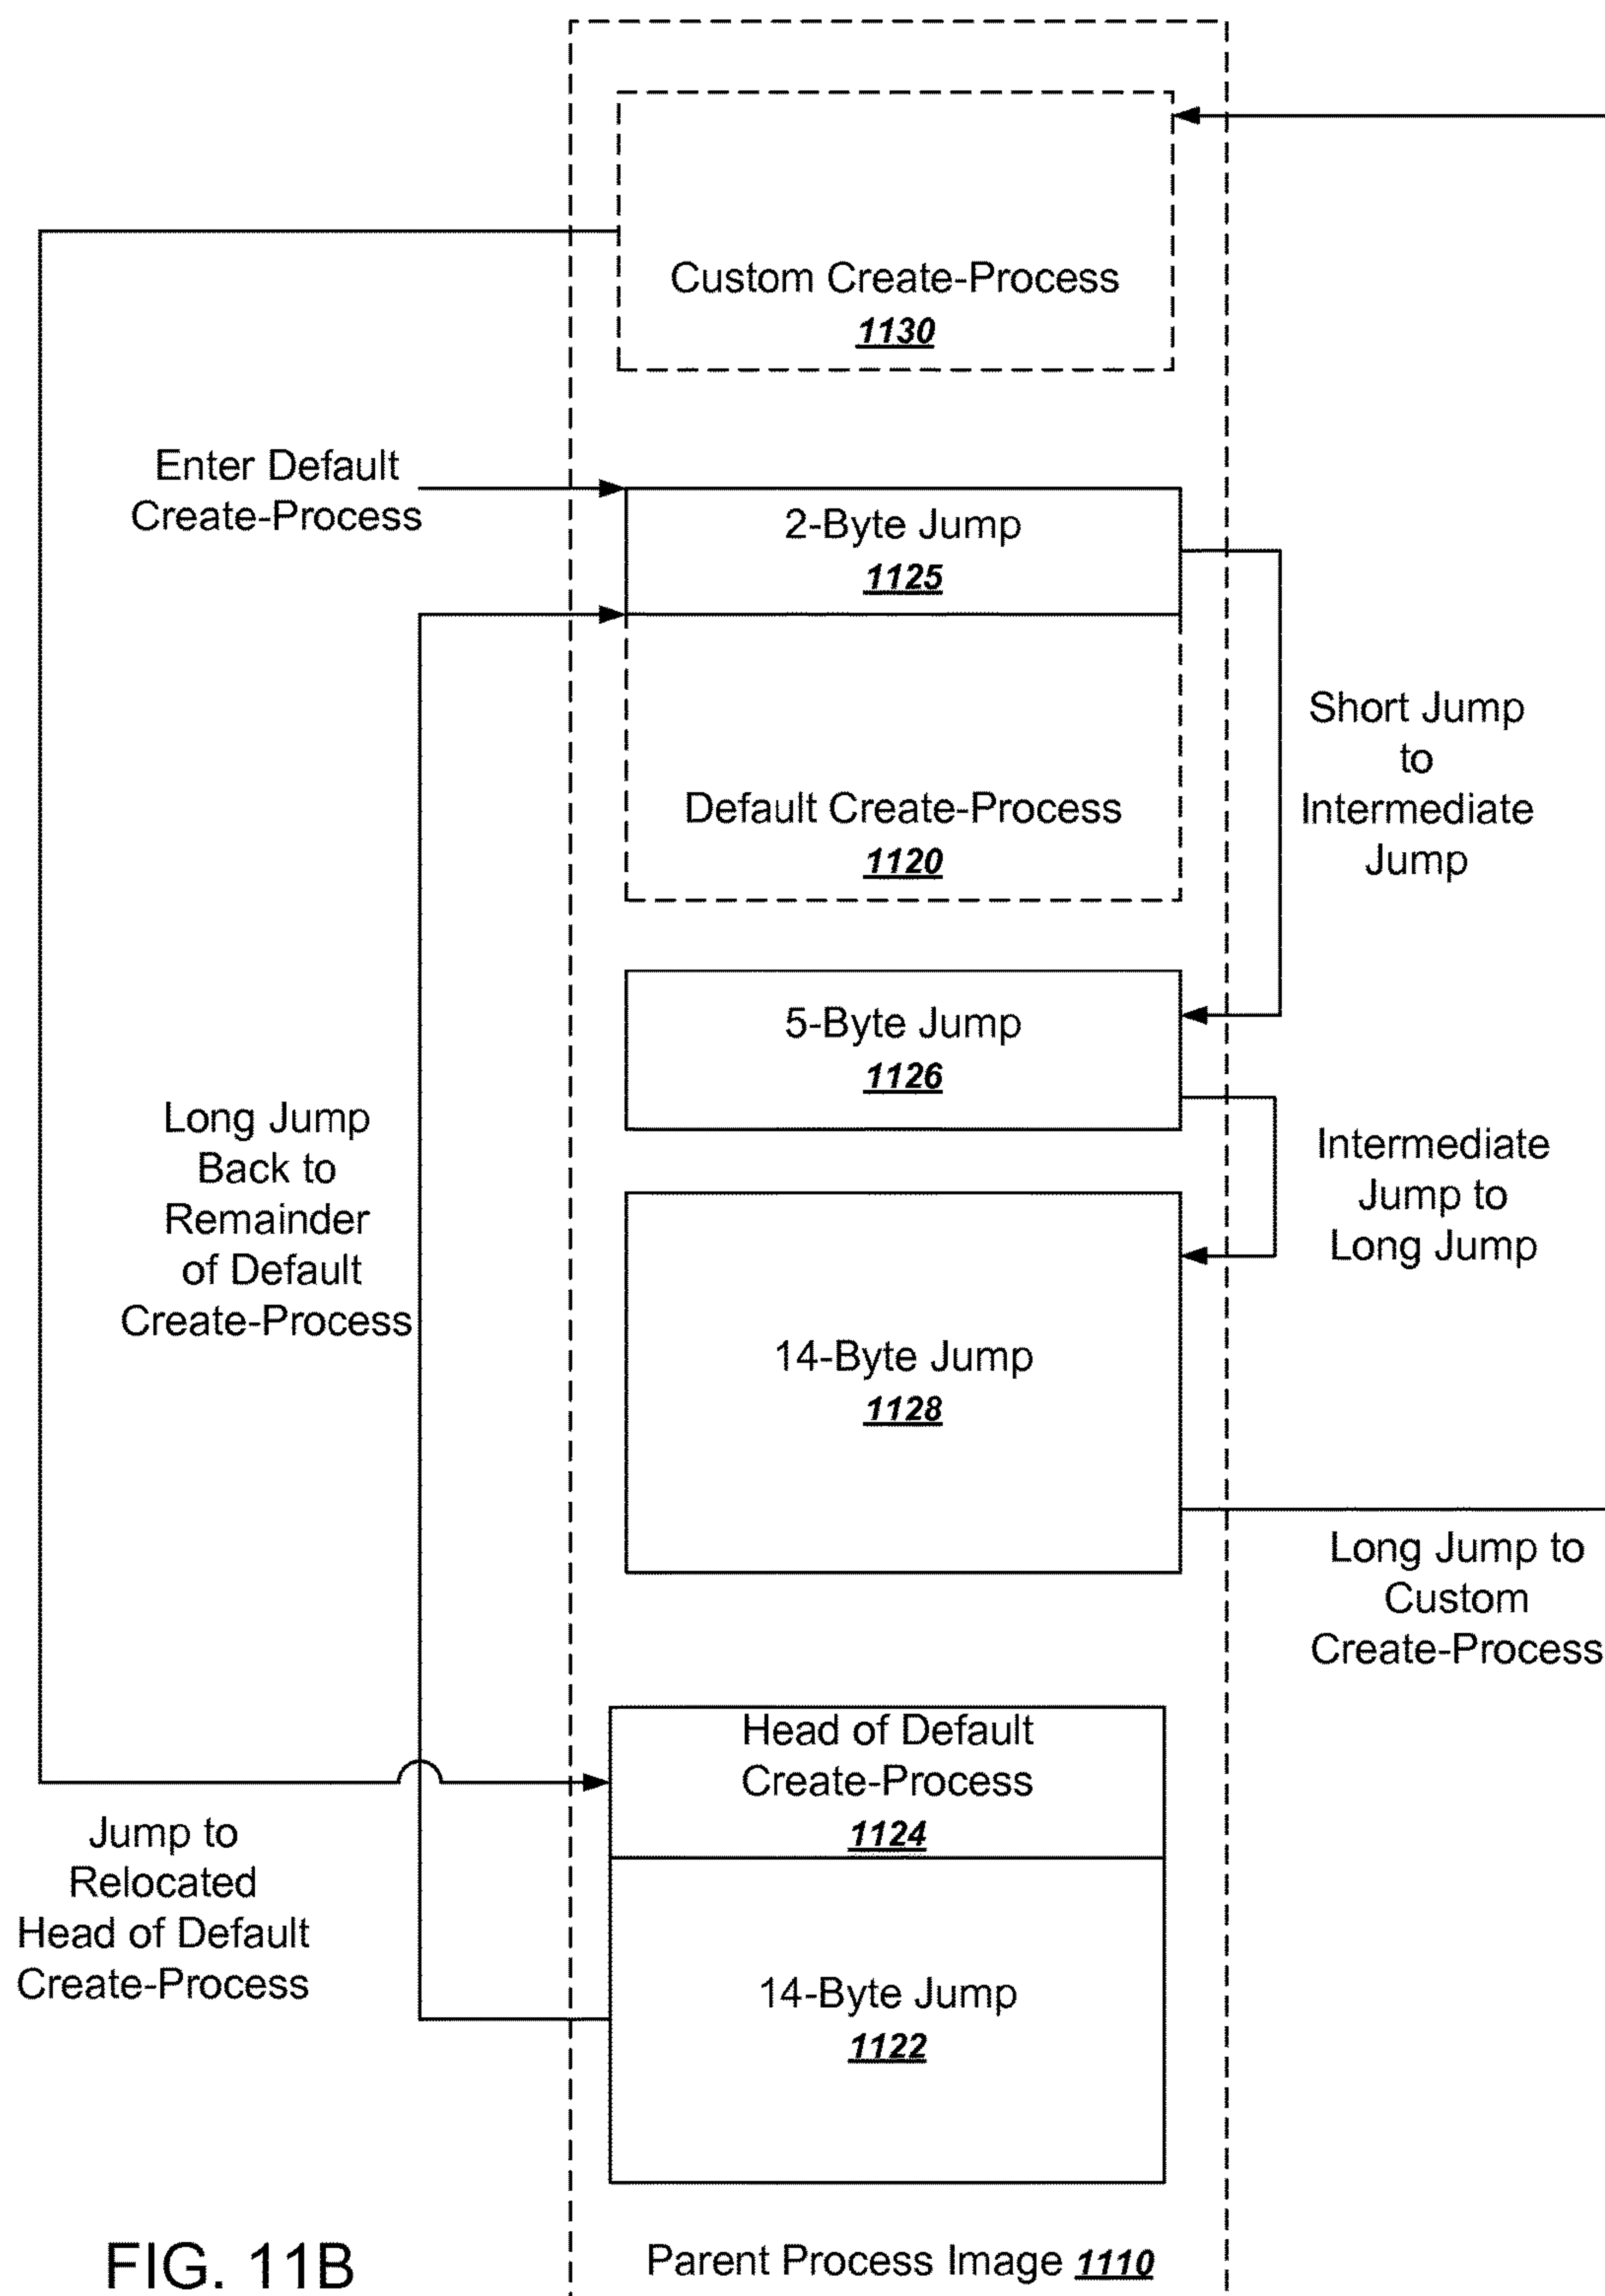 Custom Create-Process
1130
Enter Default
Create-Process
2-Byte Jump
1125
Short Jump
to
Intermediate
Jump
Default Create-Process
1120
5-Byte Jump
1126
Long Jump
Back to
Remainder
of Default
Create-Process
Intermediate
Jump to
Long Jump
14-Byte Jump
1128
Long Jump to
Custom
Create-Process
Head of Default
Create-Process
1124
Jump to
Relocated
Head of Default
Create-Process
14-Byte Jump
1122
FIG. 11B
Parent Process Image 1110